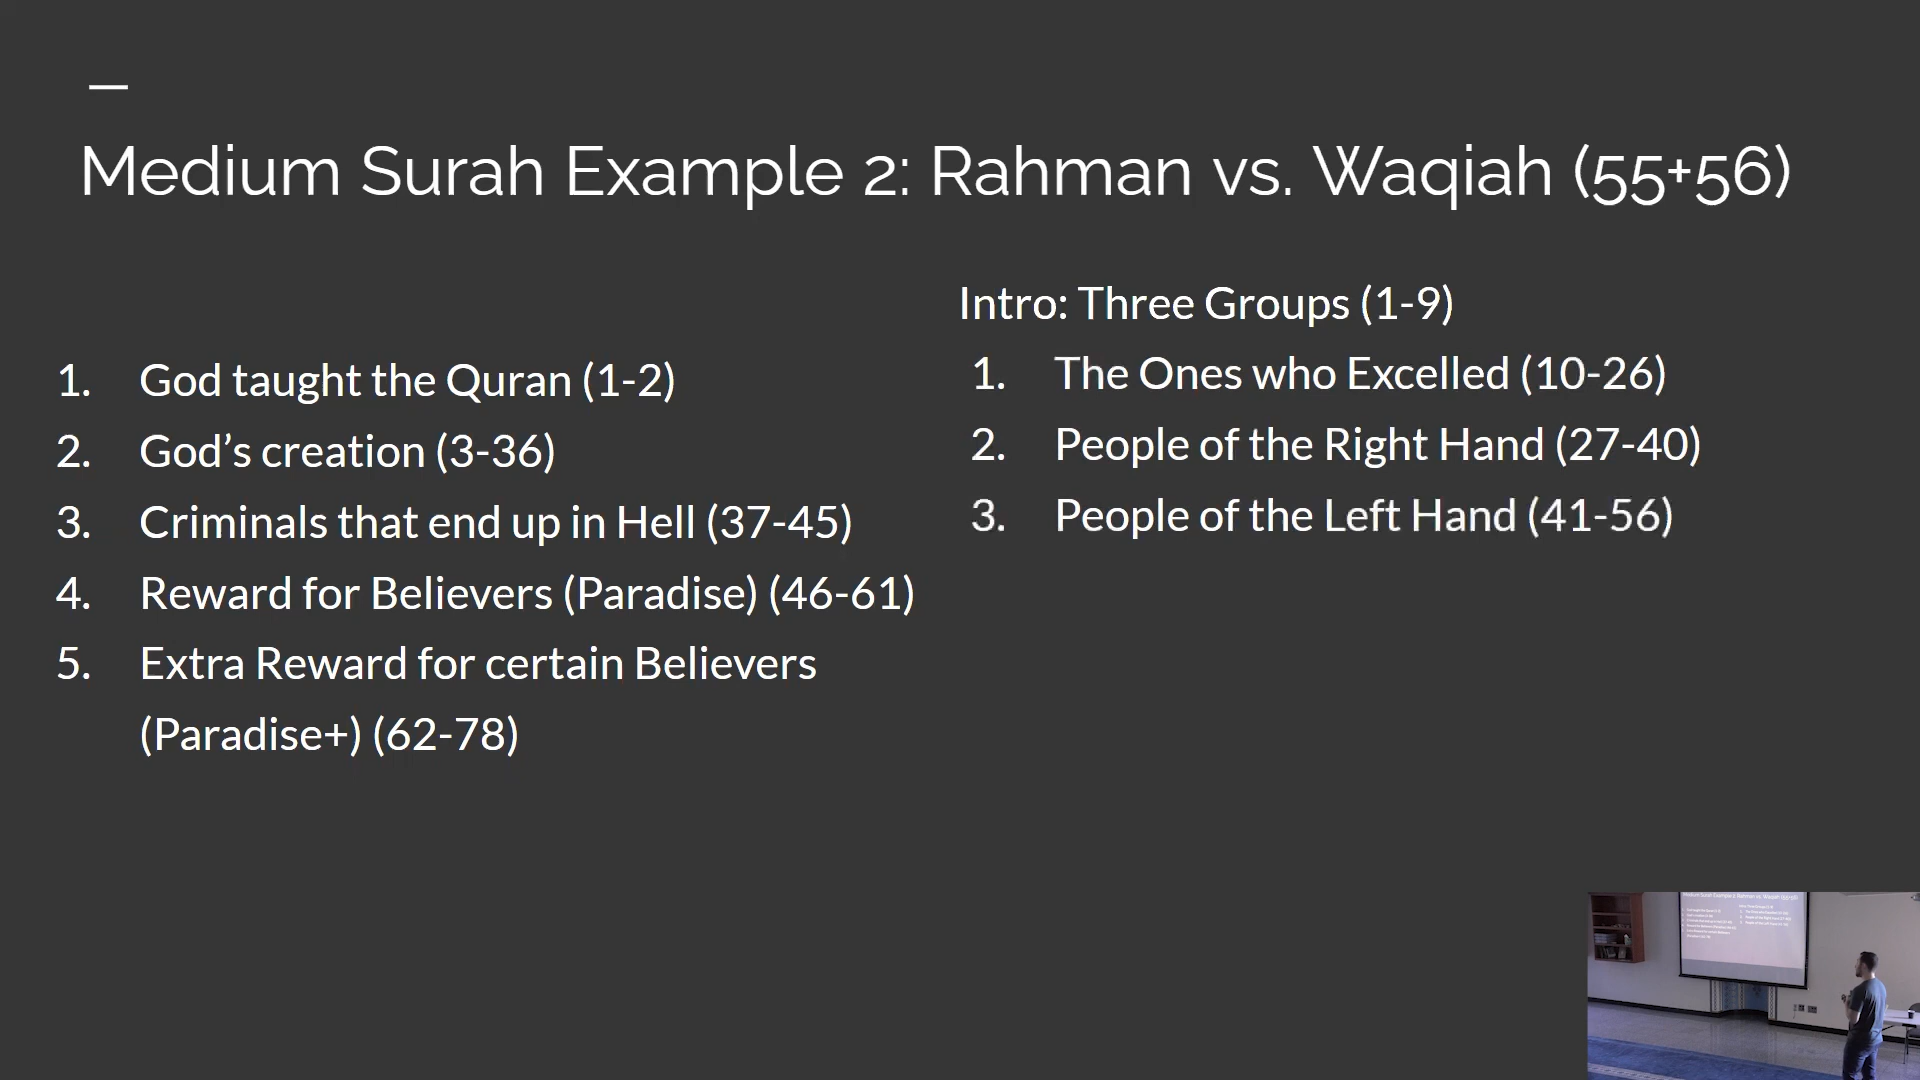 Medium Surah Example 2: Rahman vs. Waqiah (55+56)
1. God taught the Quran (1-2)
2. God’s creation (3-36)
3. Criminals that end up in Hell (37-45)
4. Reward for Believers (Paradise) (46-61)
5. Extra Reward for certain Believers
(Paradise+) (62-78)
Intro: Three Groups (1-9)
1. The Ones who Excelled (10-26)
2. People of the Right Hand (27-40)
3. People of the Left Hand (41-56)